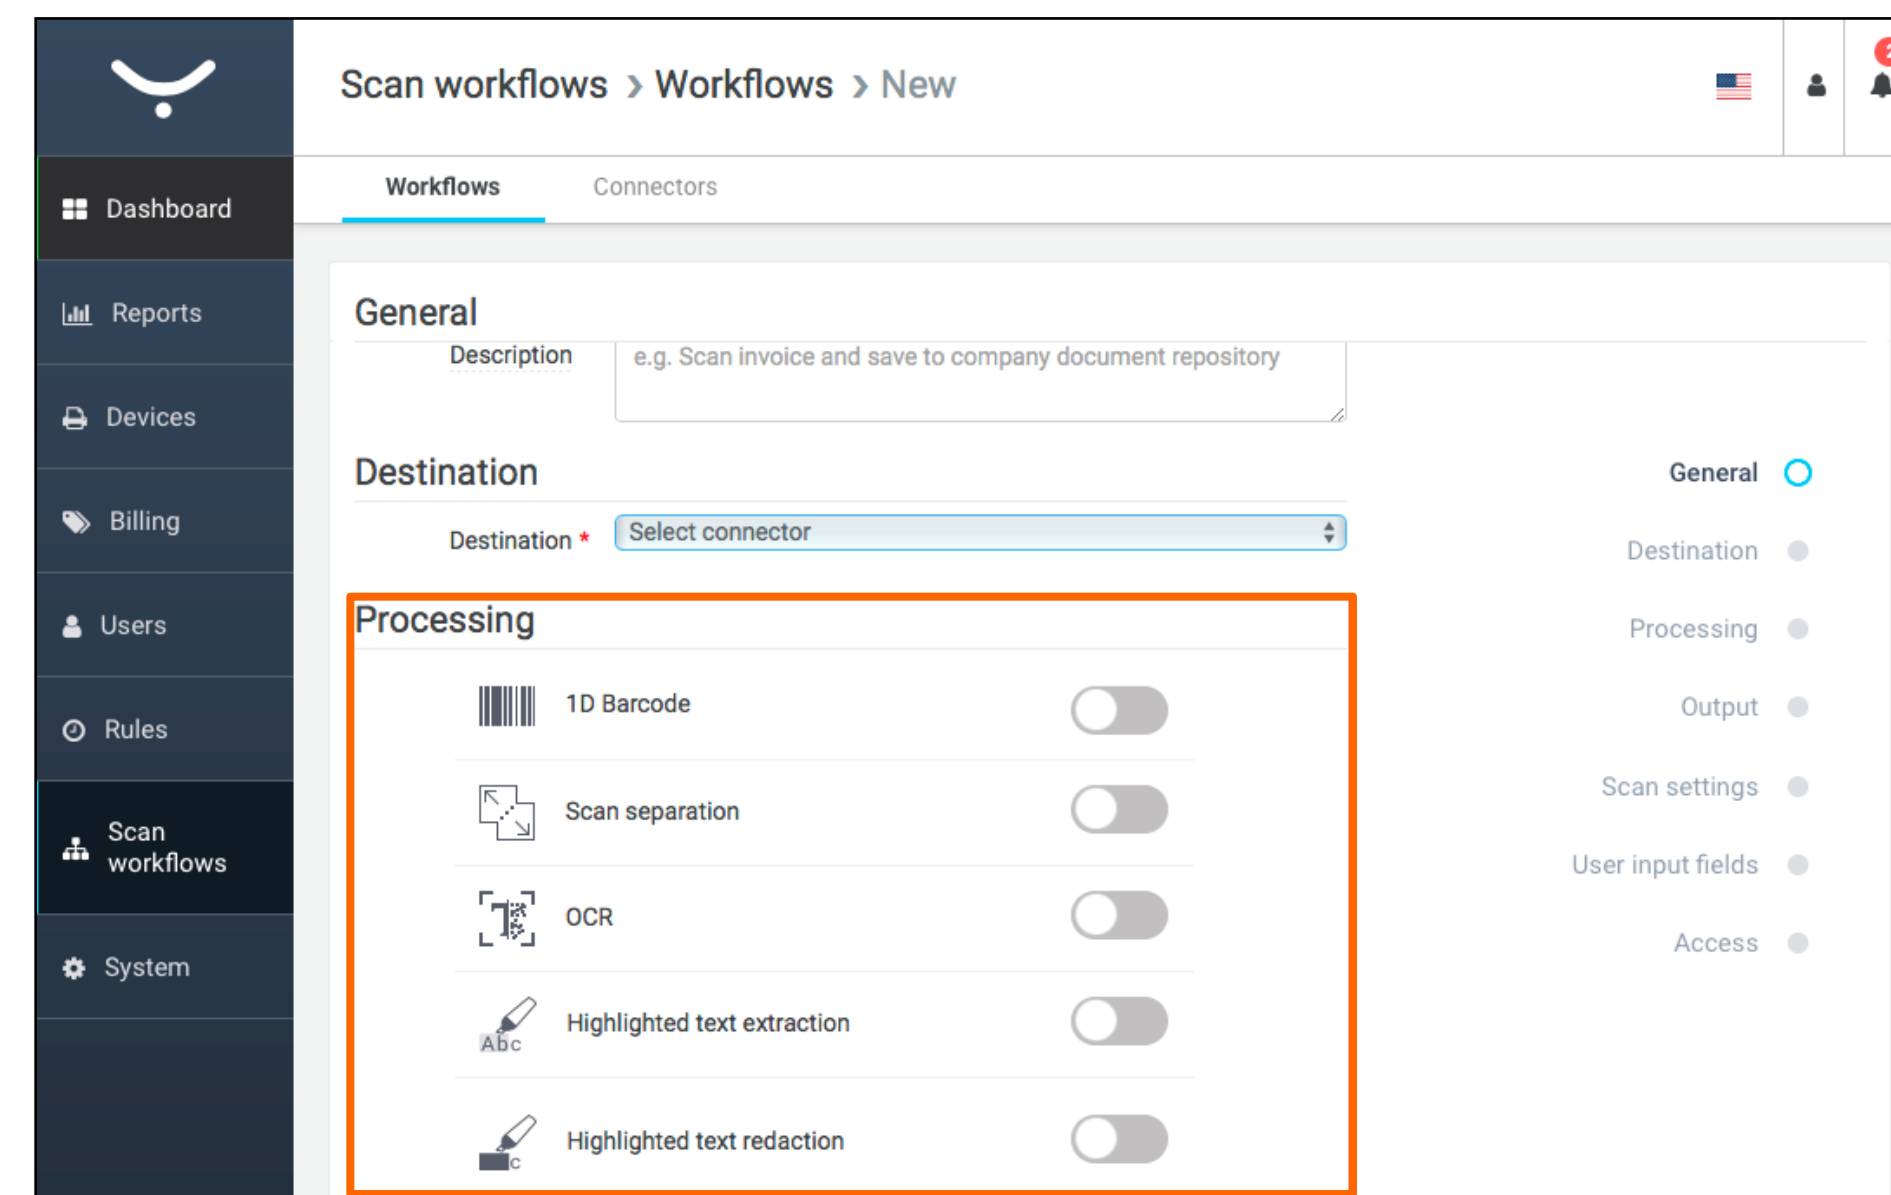 Scan workflows > Workflows > New
Workflows
Connectors
Dashboard
Reports
Devices
Billing
Users
Rules
Scan
workflows
System
General
Description
e.g. Scan invoice and save to company document repository
Destination
Destination *
Select connector
Processing
1D Barcode
Scan separation
OCR
Abc
Highlighted text extraction
c
Highlighted text redaction
General
Destination
Processing
Output
Scan settings
User input fields
Access